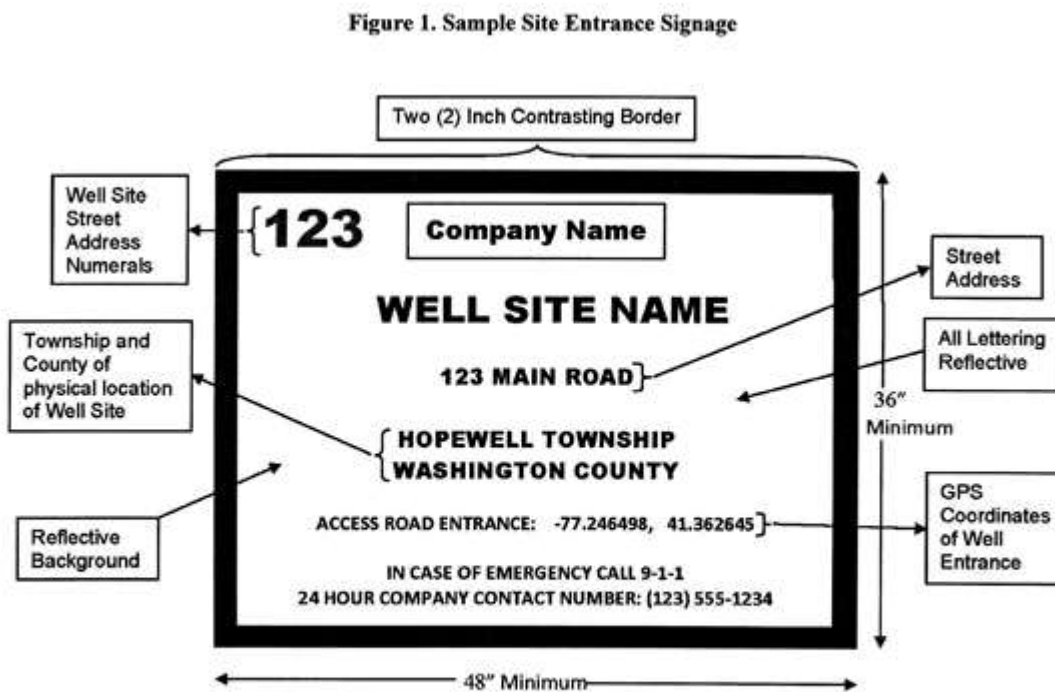 Figure 1. Sample Site Entrance Signage
Two (2) Inch Contrasting Border
Well Site
Street
Address
Numerals
123
Company Name
Street
Address
WELL SITE NAME
Township and
County of
physical location
of Well Site
All Lettering
Reflective
123 MAIN ROAD
36"
Minimum
HOPEWELL TOWNSHIP
WASHINGTON COUNTY
GPS
Coordinates
of Well
Entrance
ACCESS ROAD ENTRANCE: -77.246498, 41.362645
Reflective
Background
IN CASE OF EMERGENCY CALL 9-1-1
24 HOUR COMPANY CONTACT NUMBER: (123) 555-1234
48" Minimum